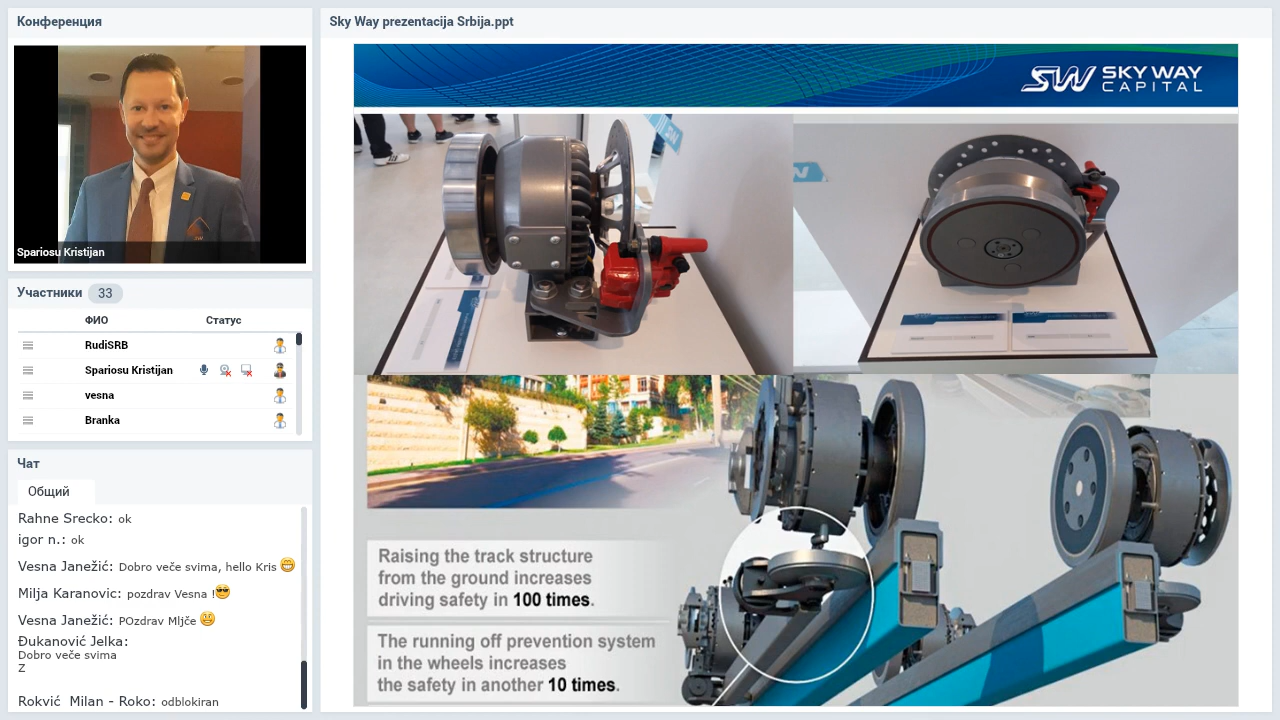 Конференция
Spariosu Kristijan
Участники 33
ФИО Статус
RudiSRB
Spariosu Kristijan
vesna
Branka
Чат
Общий
Rahne Srecko: ok
igor n.: ok
Vesna Janežić: Dobro veče svima, hello Kris
Milja Karanovic: pozdrav Vesna !
Vesna Janežić: POzdrav Mljče
Đukanović Jelka:
Dobro veče svima
Z
Rokvić Milan - Roko: odblokiran
Sky Way prezentacija Srbija.ppt
SW SKY WAY
CAPITAL
Raising the track structure
from the ground increases
driving safety in 100 times.
The running off prevention system
in the wheels increases
the safety in another 10 times.